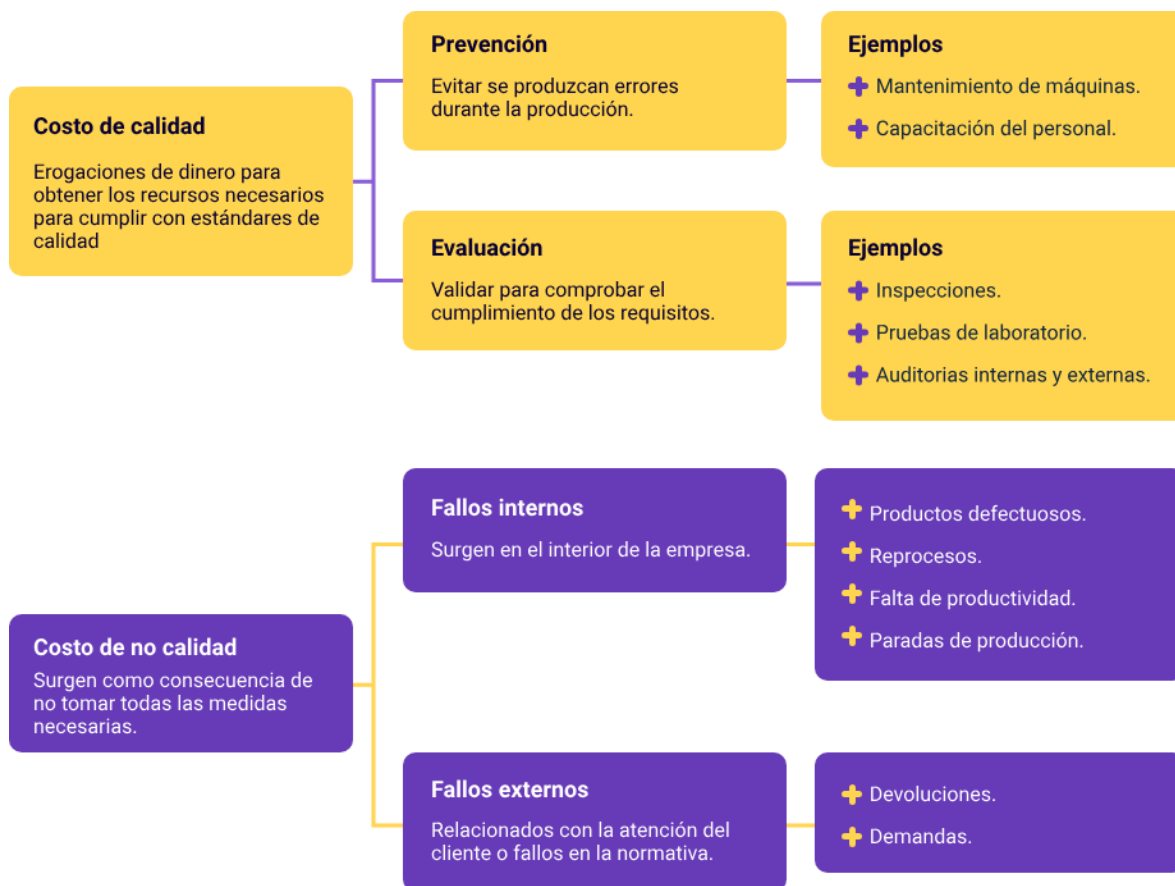 Costo de calidad
Erogaciones de dinero para
obtener los recursos necesarios
para cumplir con estándares de
calidad
Prevención
Evitar se produzcan errores
durante la producción.
Ejemplos
Mantenimiento de máquinas.
Capacitación del personal.
Evaluación
Validar para comprobar el
cumplimiento de los requisitos.
Ejemplos
Inspecciones.
Pruebas de laboratorio.
Auditorias internas y externas.
Costo de no calidad
Surgen como consecuencia de
no tomar todas las medidas
necesarias.
Fallos internos
Surgen en el interior de la empresa.
Productos defectuosos.
Reprocesos.
Falta de productividad.
Paradas de producción.
Fallos externos
Relacionados con la atención del
cliente o fallos en la normativa.
Devoluciones.
Demandas.